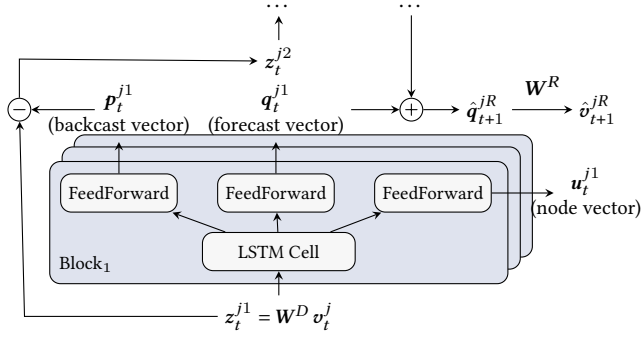 ... ...
z_t^{j2}
p_t^{j1} q_t^{j1} − + q̂_{t+1}^{jR} W^R v̂_{t+1}^{jR}
(backcast vector) (forecast vector)
FeedForward FeedForward FeedForward u_t^{j1}
(node vector)
LSTM Cell
Block₁
z_t^{j1} = W^D v_t^j